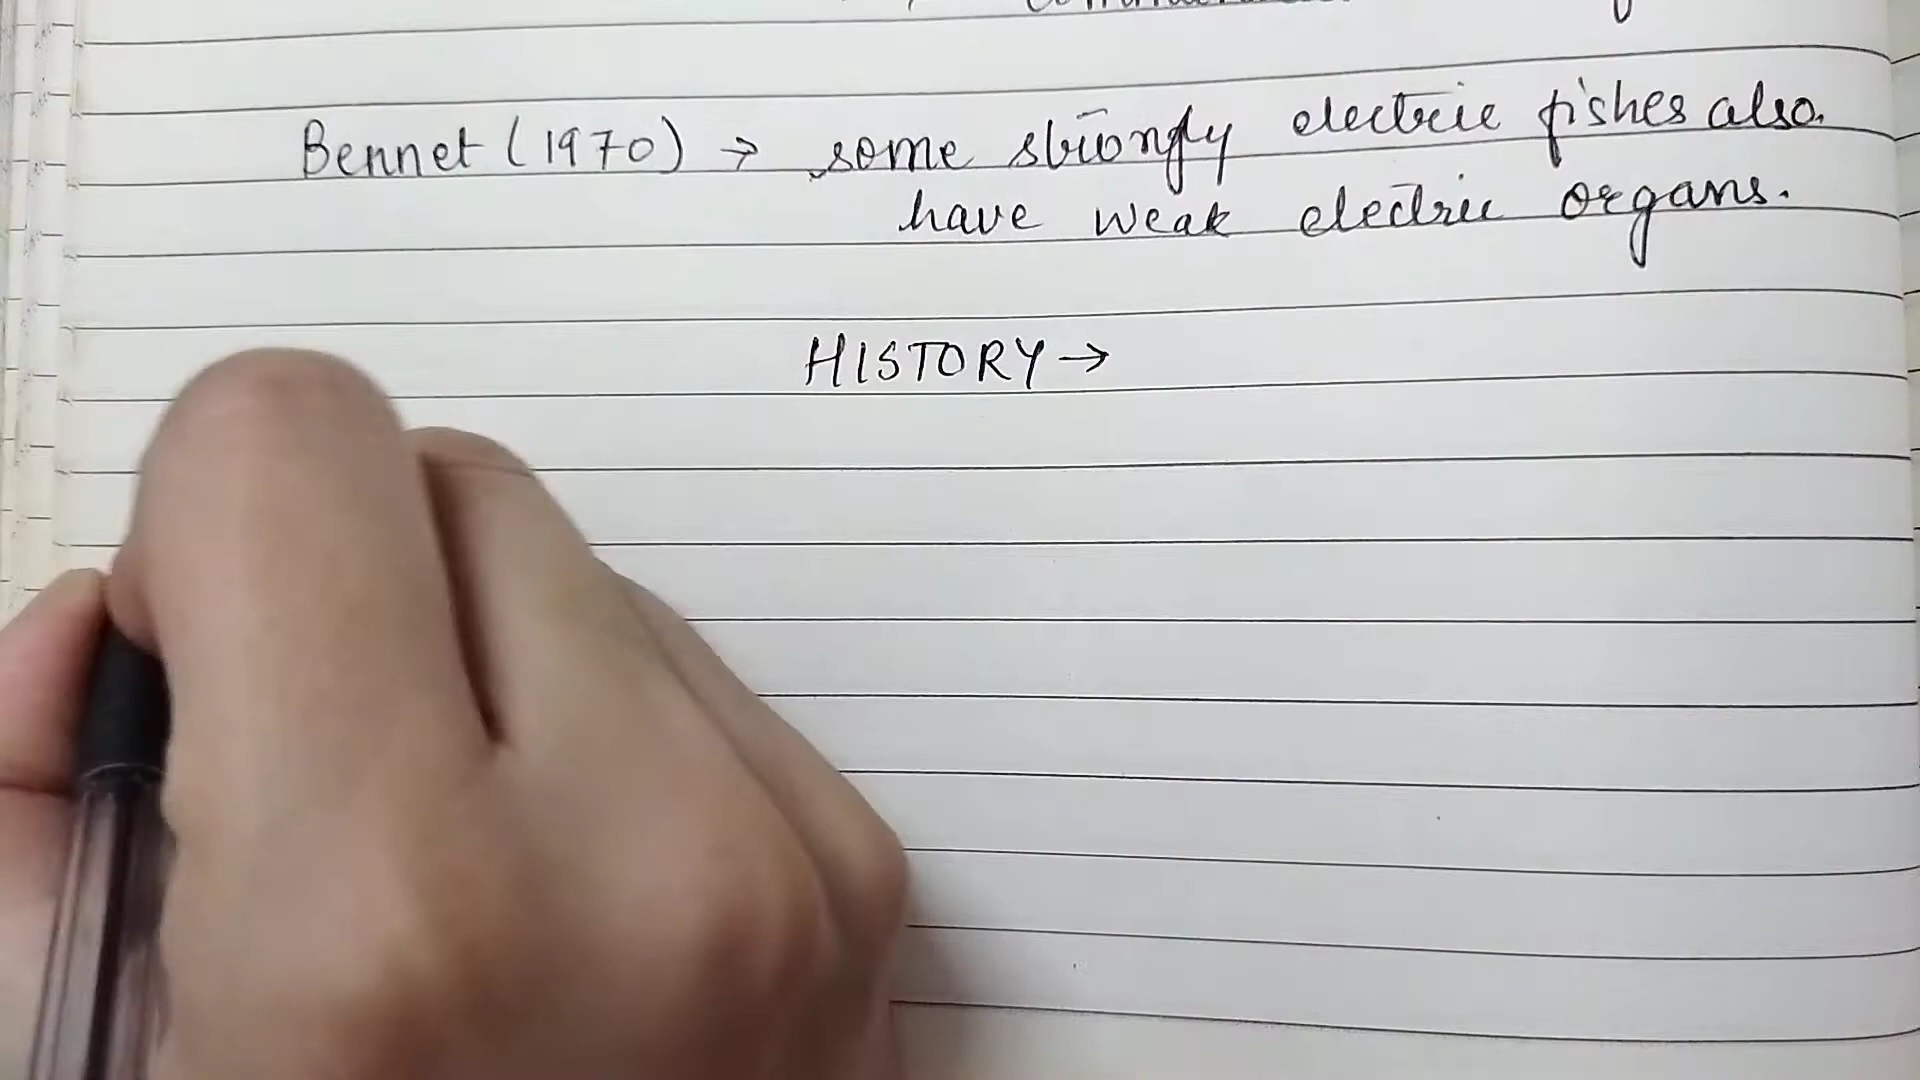 Bennet (1970) → some strongly electric fishes also.
have weak electric organs.
HISTORY →